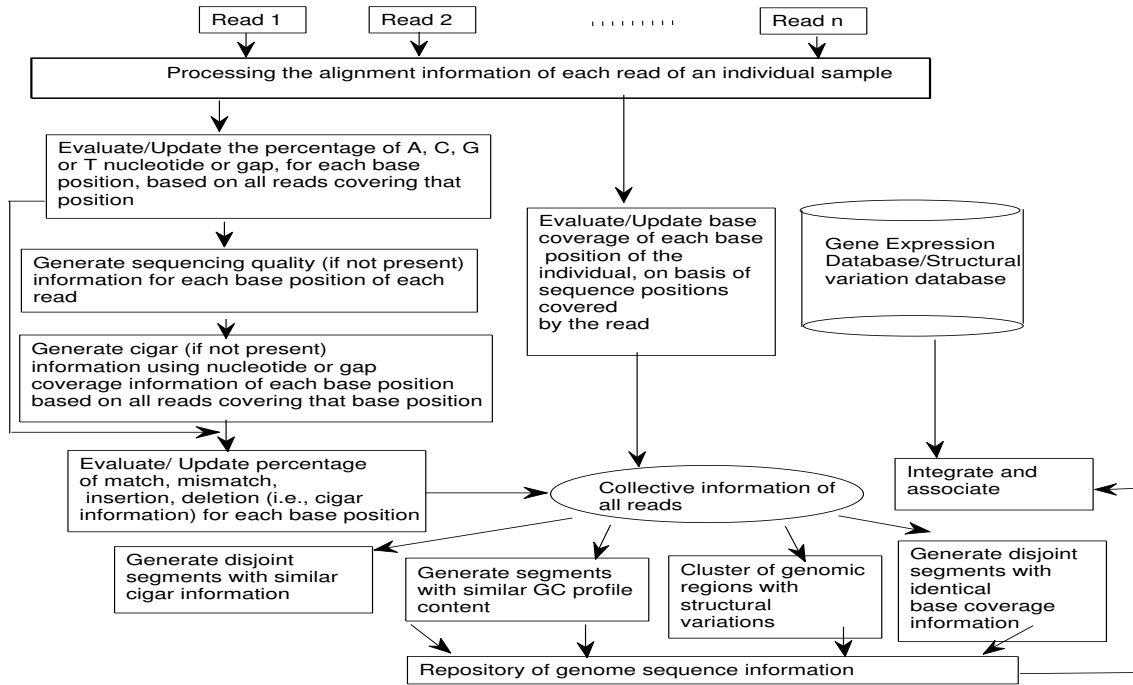 Read 1
Read 2
Read n
Processing the alignment information of each read of an individual sample
Evaluate/Update the percentage of A, C, G
or T nucleotide or gap, for each base
position, based on all reads covering that
position
Evaluate/Update base
coverage of each base
position of the
individual, on basis of
sequence positions
covered
by the read
Gene Expression
Database/Structural
variation database
Generate sequencing quality (if not present)
information for each base position of each
read
Generate cigar (if not present)
information using nucleotide or gap
coverage information of each base position
based on all reads covering that base position
Evaluate/ Update percentage
of match, mismatch,
insertion, deletion (i.e., cigar
information) for each base position
Collective information of
all reads
Integrate and
associate
Generate disjoint
segments with similar
cigar information
Generate segments
with similar GC profile
content
Cluster of genomic
regions with
structural
variations
Generate disjoint
segments with
identical
base coverage
information
Repository of genome sequence information